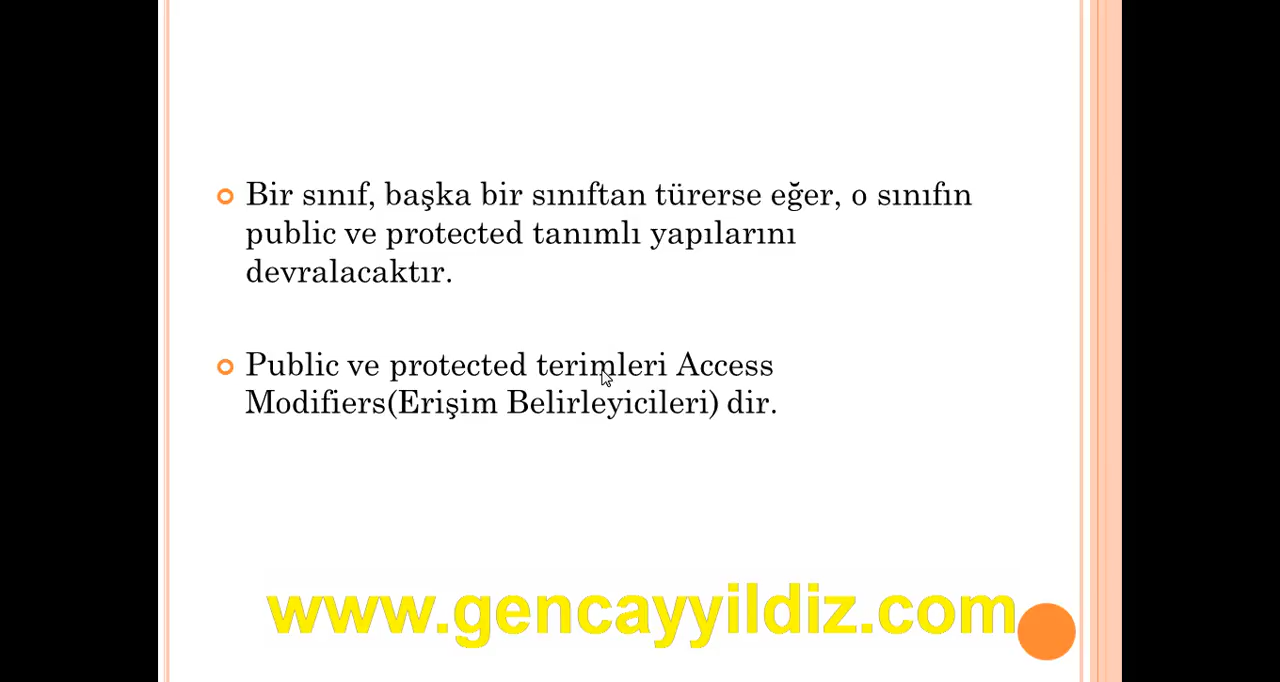 Bir sınıf, başka bir sınıftan türerse eğer, o sınıfın
public ve protected tanımlı yapılarını
devralacaktır.
Public ve protected terimleri Access
Modifiers(Erişim Belirleyicileri) dir.
www.gencayyildiz.com